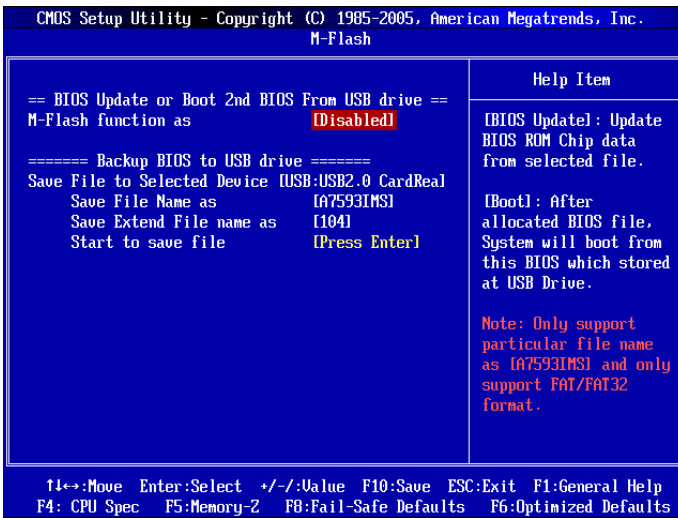 CMOS Setup Utility - Copyright (C) 1985-2005, American Megatrends, Inc.
M-Flash
== BIOS Update or Boot 2nd BIOS From USB drive ==
M-Flash function as [Disabled]
======= Backup BIOS to USB drive =======
Save File to Selected Device [USB:USB2.0 CardRea]
Save File Name as [A7593IMS]
Save Extend File name as [104]
Start to save file [Press Enter]
Help Item
[BIOS Update]: Update
BIOS ROM Chip data
from selected file.
[Boot]: After
allocated BIOS file,
System will boot from
this BIOS which stored
at USB Drive.
Note: Only support
particular file name
as [A7593IMS] and only
support FAT/FAT32
format.
↑↓↔:Move Enter:Select +/-/:Value F10:Save ESC:Exit F1:General Help
F4: CPU Spec F5:Memory-Z F8:Fail-Safe Defaults F6:Optimized Defaults